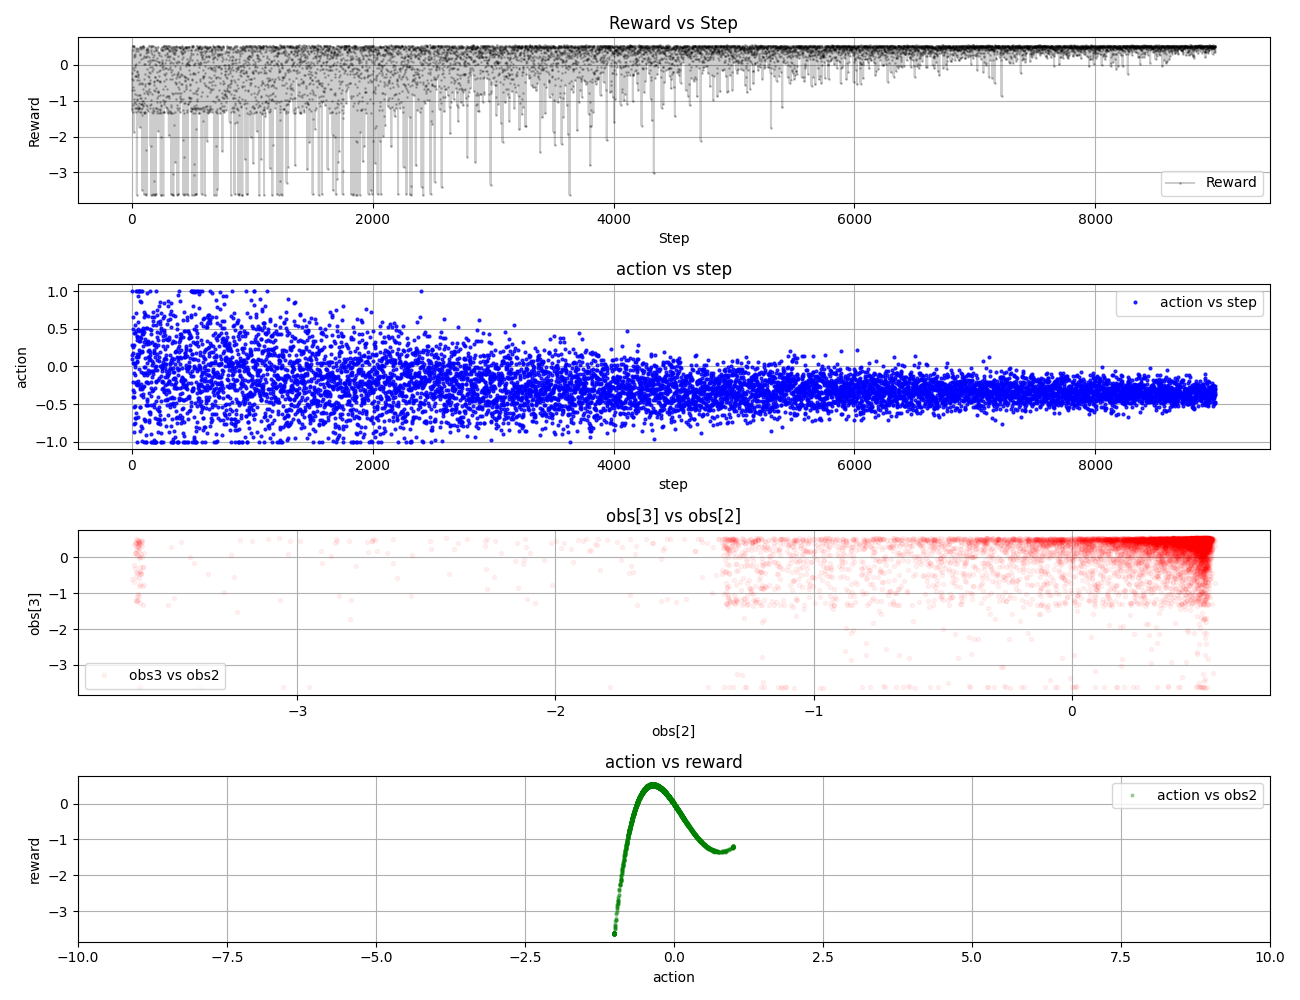 Reward vs Step
0
−1
−2
−3
Reward
Reward
0 2000 4000 6000 8000
Step
action vs step
1.0
0.5
0.0
−0.5
−1.0
action
action vs step
0 2000 4000 6000 8000
step
obs[3] vs obs[2]
0
−1
−2
−3
obs[3]
obs3 vs obs2
−3 −2 −1 0
obs[2]
action vs reward
0
−1
−2
−3
reward
action vs obs2
−10.0 −7.5 −5.0 −2.5 0.0 2.5 5.0 7.5 10.0
action